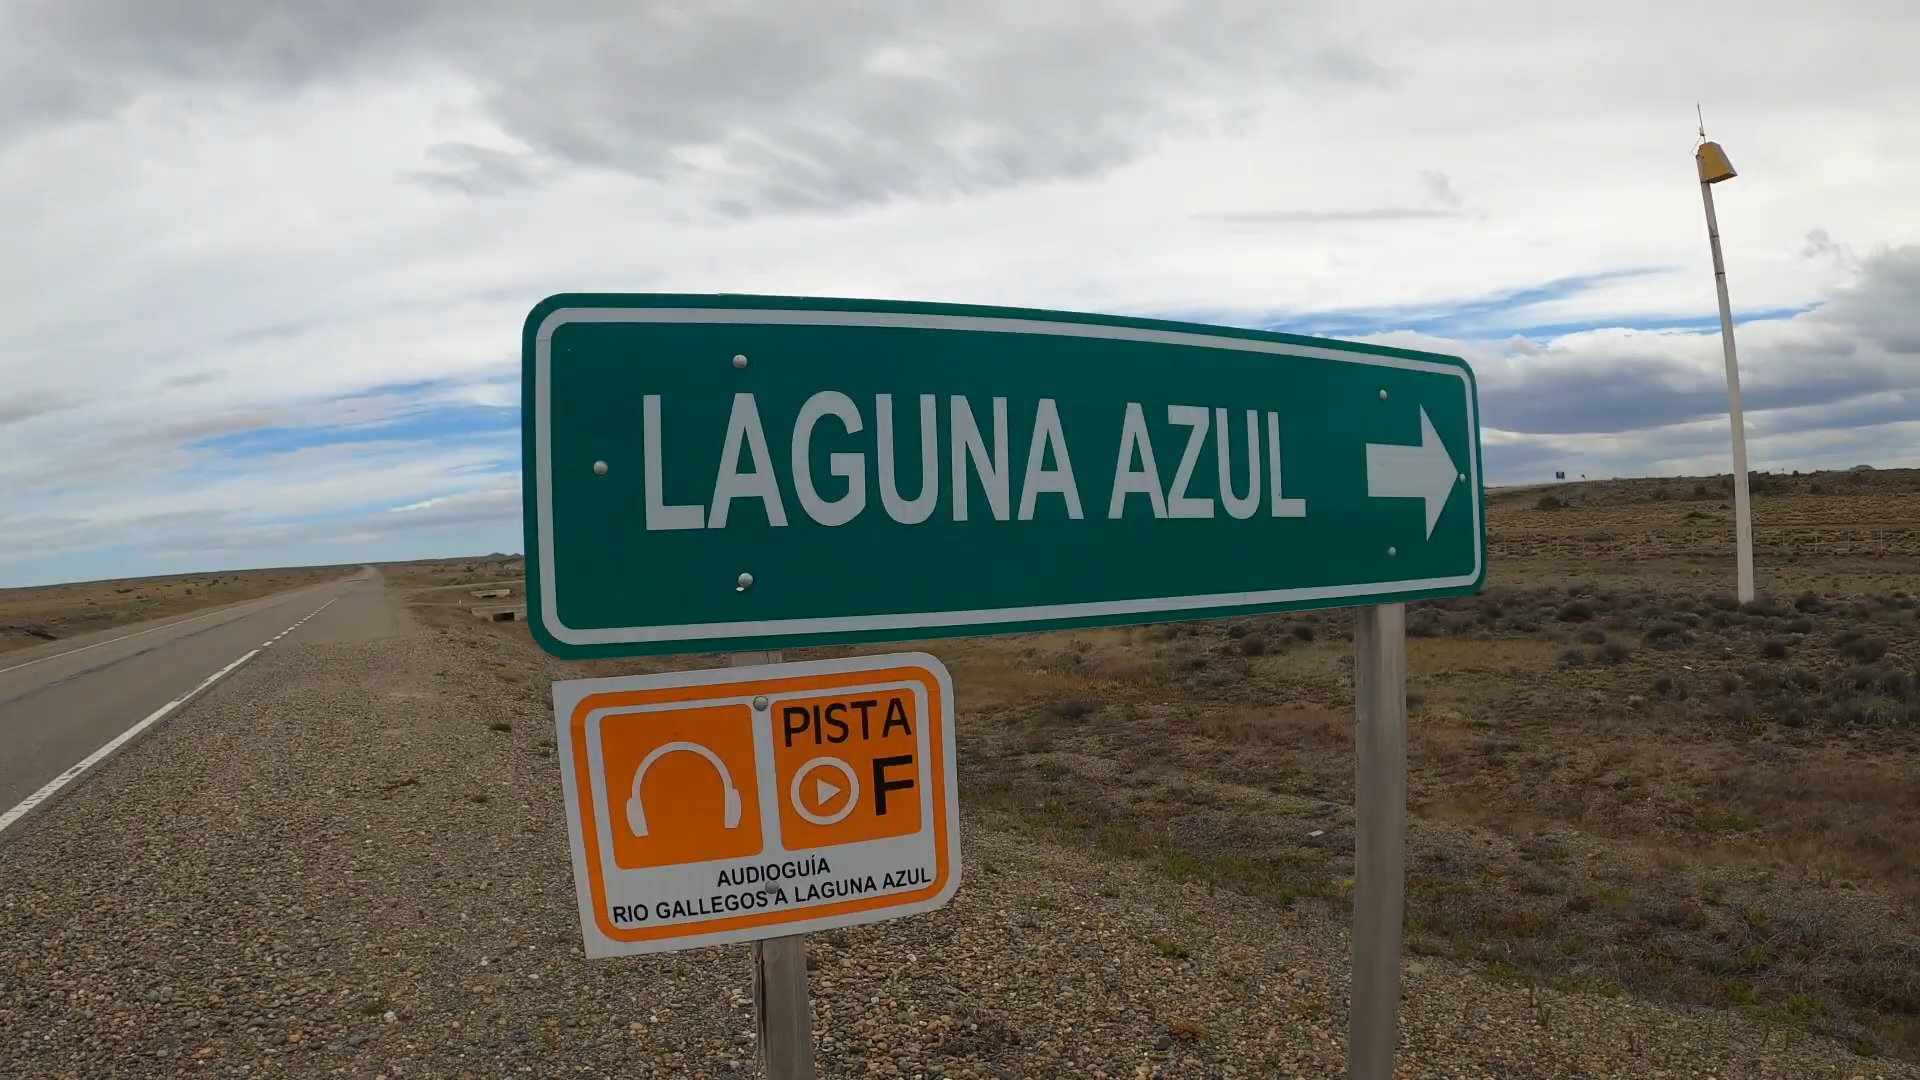 LAGUNA AZUL
PISTA
F
AUDIOGUÍA
RIO GALLEGOS A LAGUNA AZUL